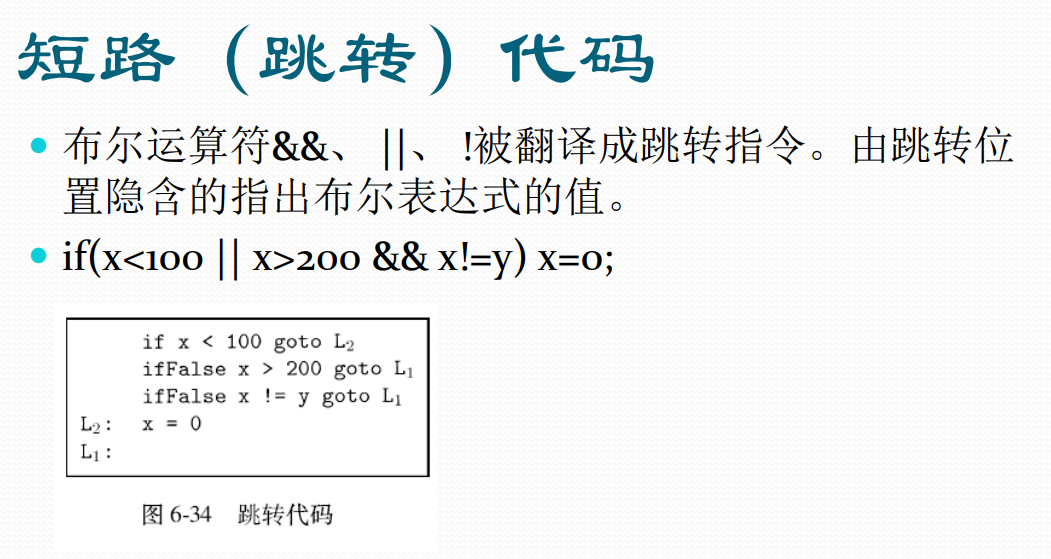 短路（跳转）代码
布尔运算符&&、||、!被翻译成跳转指令。由跳转位
置隐含的指出布尔表达式的值。
if(x<100 || x>200 && x!=y) x=0;
if x < 100 goto L₂
ifFalse x > 200 goto L₁
ifFalse x != y goto L₁
L₂: x = 0
L₁:
图 6-34 跳转代码